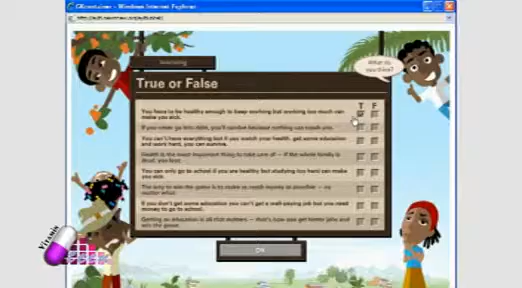 GKcontainer - Windows Internet Explorer
What do
you think?
True or False
T F
You have to be healthy enough to keep working but working too much can
make you sick.
If you never go into debt, you'll survive because nothing can touch you.
You can't have everything but if you watch your health, get some education
and work hard, you can survive.
Health is the most important thing to take care of — if the whole family is
dead, you lose.
You can only go to school if you are healthy but studying too hard can make
you sick.
The way to win the game is to make as much money as possible — no
matter what.
If you don't get some education you can't get a well-paying job but you need
money to go to school.
Getting an education is all that matters — that's how you get better jobs and
win the game.
OK
Vitamin